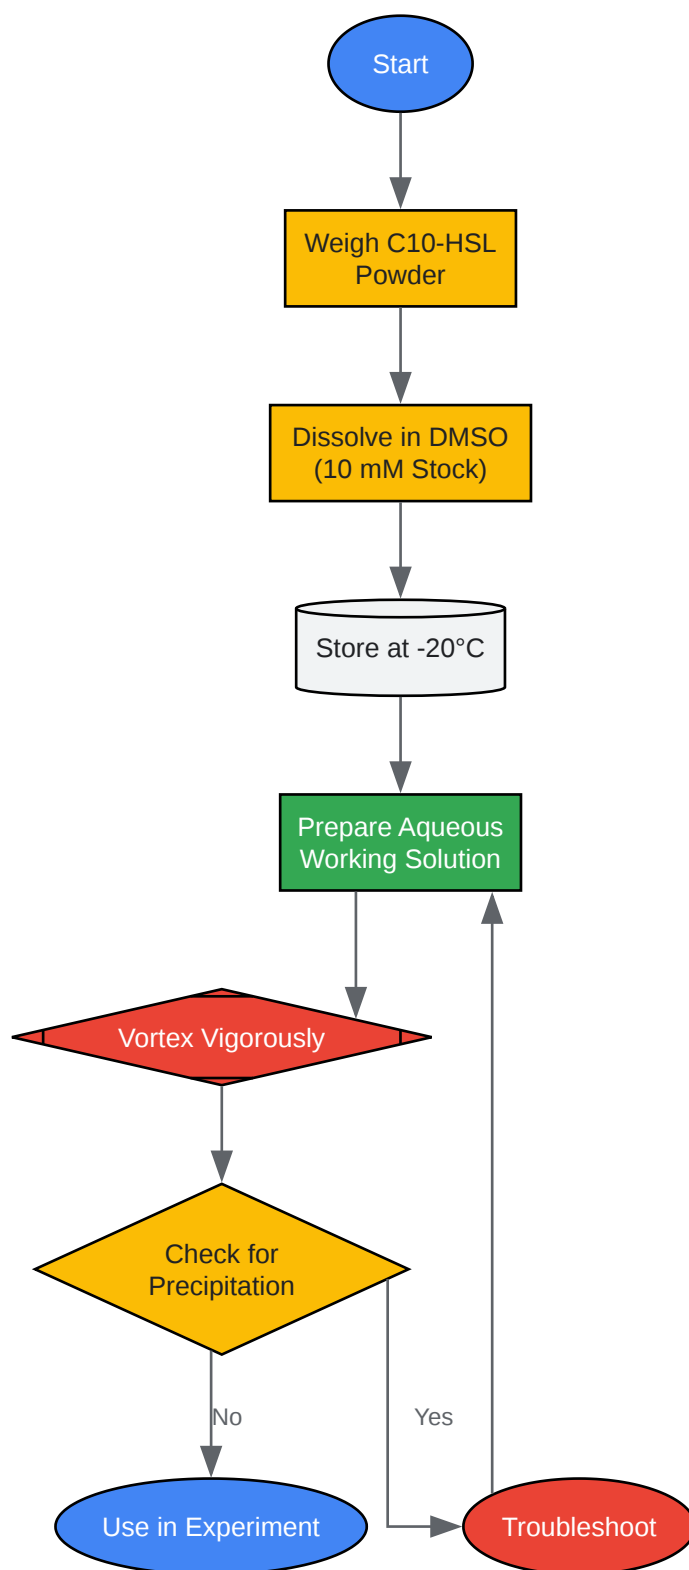 Start
Weigh C10-HSL
Powder
Dissolve in DMSO
(10 mM Stock)
Store at -20°C
Prepare Aqueous
Working Solution
Vortex Vigorously
Check for
Precipitation
No
Yes
Use in Experiment
Troubleshoot